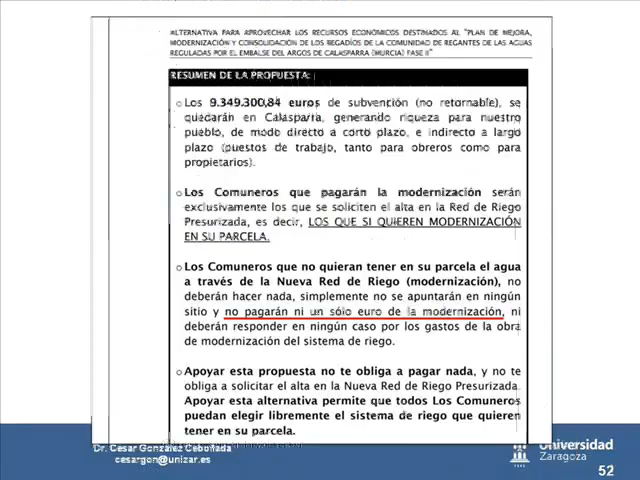 ALTERNATIVA PARA APROVECHAR LOS RECURSOS ECONÓMICOS DESTINADOS AL "PLAN DE MEJORA,
MODERNIZACIÓN Y CONSOLIDACIÓN DE LOS REGADÍOS DE LA COMUNIDAD DE REGANTES DE LAS AGUAS
REGULADAS POR EL EMBALSE DEL ARGOS DE CALASPARRA (MURCIA) FASE II"
RESUMEN DE LA PROPUESTA:
○ Los 9.349.300,84 euros de subvención (no retornable), se
quedarán en Calasparra, generando riqueza para nuestro
pueblo, de modo directo a corto plazo, e indirecto a largo
plazo (puestos de trabajo, tanto para obreros como para
propietarios).
○ Los Comuneros que pagarán la modernización serán
exclusivamente los que se soliciten el alta en la Red de Riego
Presurizada, es decir, LOS QUE SI QUIEREN MODERNIZACIÓN
EN SU PARCELA.
○ Los Comuneros que no quieran tener en su parcela el agua
a través de la Nueva Red de Riego (modernización), no
deberán hacer nada, simplemente no se apuntarán en ningún
sitio y no pagarán ni un sólo euro de la modernización, ni
deberán responder en ningún caso por los gastos de la obra
de modernización del sistema de riego.
○ Apoyar esta propuesta no te obliga a pagar nada, y no te
obliga a solicitar el alta en la Nueva Red de Riego Presurizada.
Apoyar esta alternativa permite que todos Los Comuneros
puedan elegir libremente el sistema de riego que quieren
tener en su parcela.
Dr. César González Cebollada
cesargon@unizar.es
Universidad
Zaragoza
52